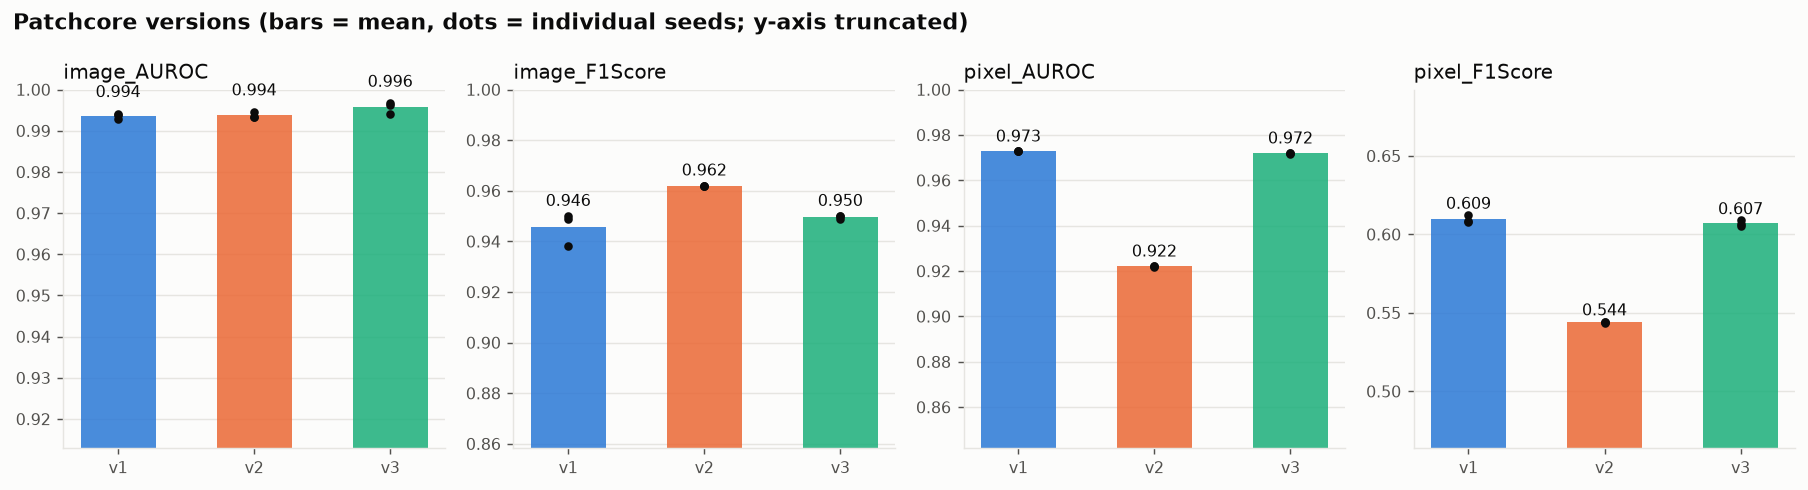 Patchcore versions (bars = mean, dots = individual seeds; y-axis truncated)
image_AUROC
1.00
0.99
0.98
0.97
0.96
0.95
0.94
0.93
0.92
0.994
0.994
0.996
v1
v2
v3
image_F1Score
1.00
0.98
0.96
0.94
0.92
0.90
0.88
0.86
0.946
0.962
0.950
v1
v2
v3
pixel_AUROC
1.00
0.98
0.96
0.94
0.92
0.90
0.88
0.86
0.973
0.922
0.972
v1
v2
v3
pixel_F1Score
0.65
0.60
0.55
0.50
0.609
0.544
0.607
v1
v2
v3